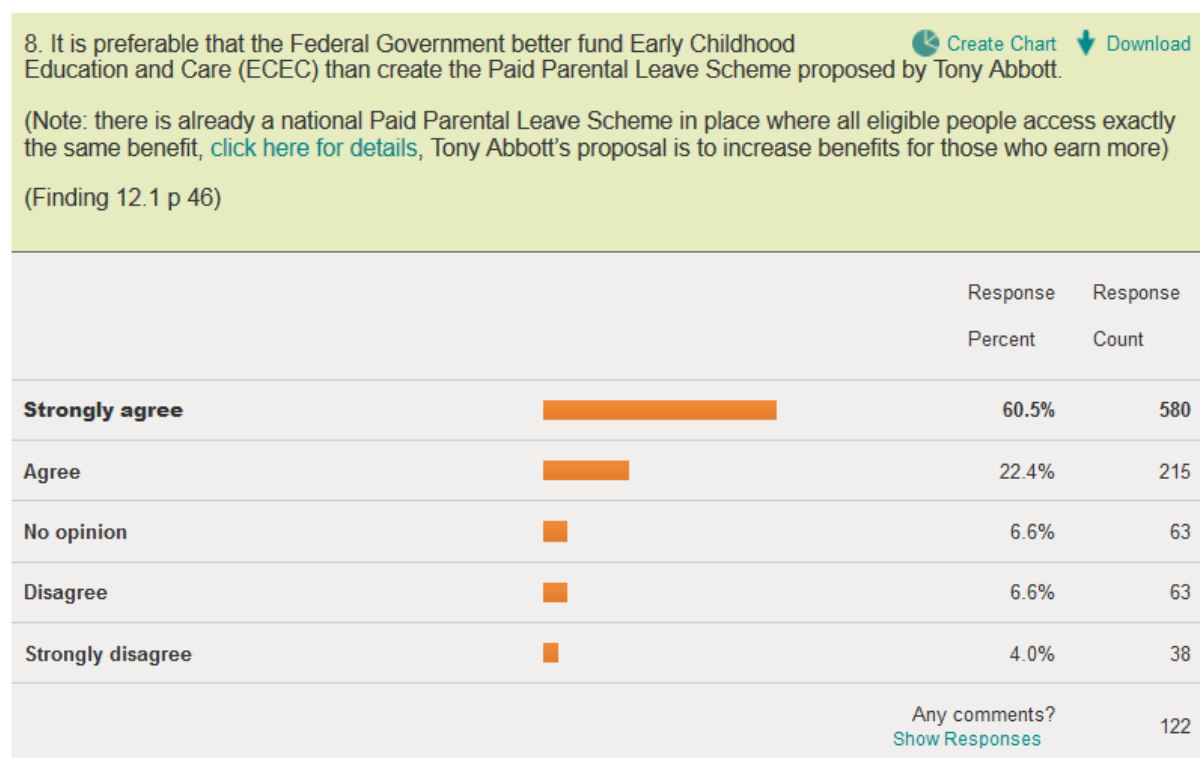 8. It is preferable that the Federal Government better fund Early Childhood
Create Chart
Download
Education and Care (ECEC) than create the Paid Parental Leave Scheme proposed by Tony Abbott.
(Note: there is already a national Paid Parental Leave Scheme in place where all eligible people access exactly
the same benefit, click here for details, Tony Abbott’s proposal is to increase benefits for those who earn more)
(Finding 12.1 p 46)
Response Percent
Response Count
Strongly agree 60.5% 580
Agree 22.4% 215
No opinion 6.6% 63
Disagree 6.6% 63
Strongly disagree 4.0% 38
Any comments? 122
Show Responses